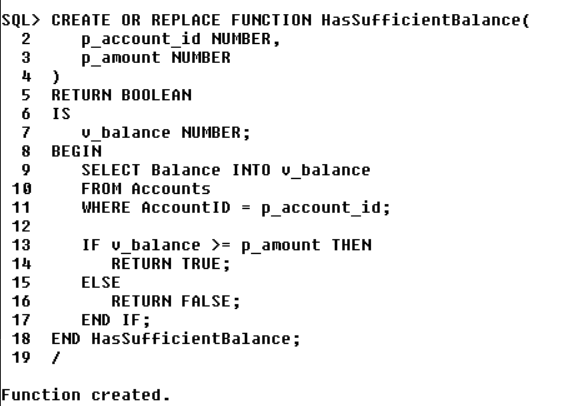 SQL> CREATE OR REPLACE FUNCTION HasSufficientBalance(
  2     p_account_id NUMBER,
  3     p_amount NUMBER
  4  )
  5  RETURN BOOLEAN
  6  IS
  7     v_balance NUMBER;
  8  BEGIN
  9     SELECT Balance INTO v_balance
 10     FROM Accounts
 11     WHERE AccountID = p_account_id;
 12
 13     IF v_balance >= p_amount THEN
 14        RETURN TRUE;
 15     ELSE
 16        RETURN FALSE;
 17     END IF;
 18  END HasSufficientBalance;
 19  /
Function created.